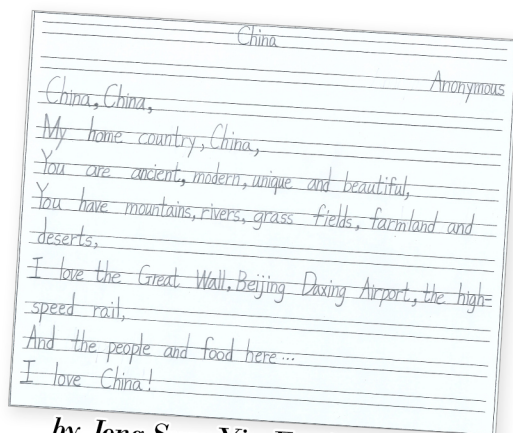 China
Anonymous
China, China,
My home country, China,
You are ancient, modern, unique and beautiful,
You have mountains, rivers, grass fields, farmland and
deserts,
I love the Great Wall, Beijing Daxing Airport, the high=
speed rail,
And the people and food here...
I love China!
by